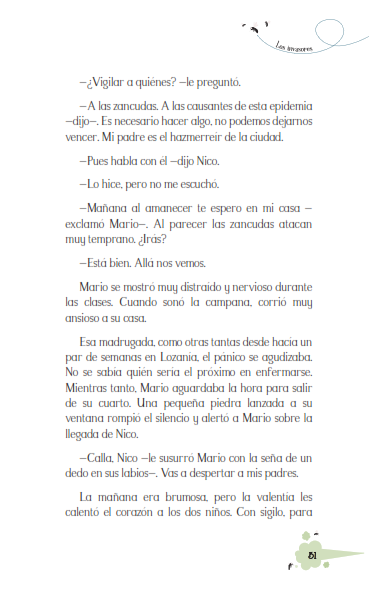 Los invasores
—¿Vigilar a quiénes? —le preguntó.
—A las zancudas. A las causantes de esta epidemia
—dijo—. Es necesario hacer algo, no podemos dejarnos
vencer. Mi padre es el hazmerreír de la ciudad.
—Pues habla con él —dijo Nico.
—Lo hice, pero no me escuchó.
—Mañana al amanecer te espero en mi casa —
exclamó Mario—. Al parecer las zancudas atacan
muy temprano. ¿Irás?
—Está bien. Allá nos vemos.
Mario se mostró muy distraído y nervioso durante
las clases. Cuando sonó la campana, corrió muy
ansioso a su casa.
Esa madrugada, como otras tantas desde hacía un
par de semanas en Lozanía, el pánico se agudizaba.
No se sabía quién sería el próximo en enfermarse.
Mientras tanto, Mario aguardaba la hora para salir
de su cuarto. Una pequeña piedra lanzada a su
ventana rompió el silencio y alertó a Mario sobre la
llegada de Nico.
—Calla, Nico —le susurró Mario con la seña de un
dedo en sus labios—. Vas a despertar a mis padres.
La mañana era brumosa, pero la valentía les
calentó el corazón a los dos niños. Con sigilo, para
81